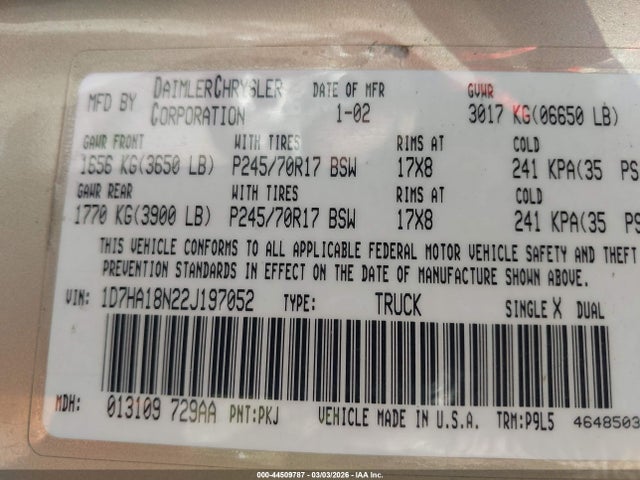 MFD BY DAIMLERCHRYSLER CORPORATION DATE OF MFR 1-02 GVWR 3017 KG(06650 LB)
GAWR FRONT WITH TIRES RIMS AT COLD
1656 KG(3650 LB) P245/70R17 BSW 17X8 241 KPA(35 PS
GAWR REAR WITH TIRES RIMS AT COLD
1770 KG(3900 LB) P245/70R17 BSW 17X8 241 KPA(35 PS
THIS VEHICLE CONFORMS TO ALL APPLICABLE FEDERAL MOTOR VEHICLE SAFETY AND THEFT
PREVENTION STANDARDS IN EFFECT ON THE DATE OF MANUFACTURE SHOWN ABOVE.
VIN: 1D7HA18N22J197052 TYPE: TRUCK SINGLE X DUAL
MDH: 013109 729AA PNT:PKJ VEHICLE MADE IN U.S.A. TRM:P9L5 4648503
000-44509787 - 03/03/2026 - IAA Inc.